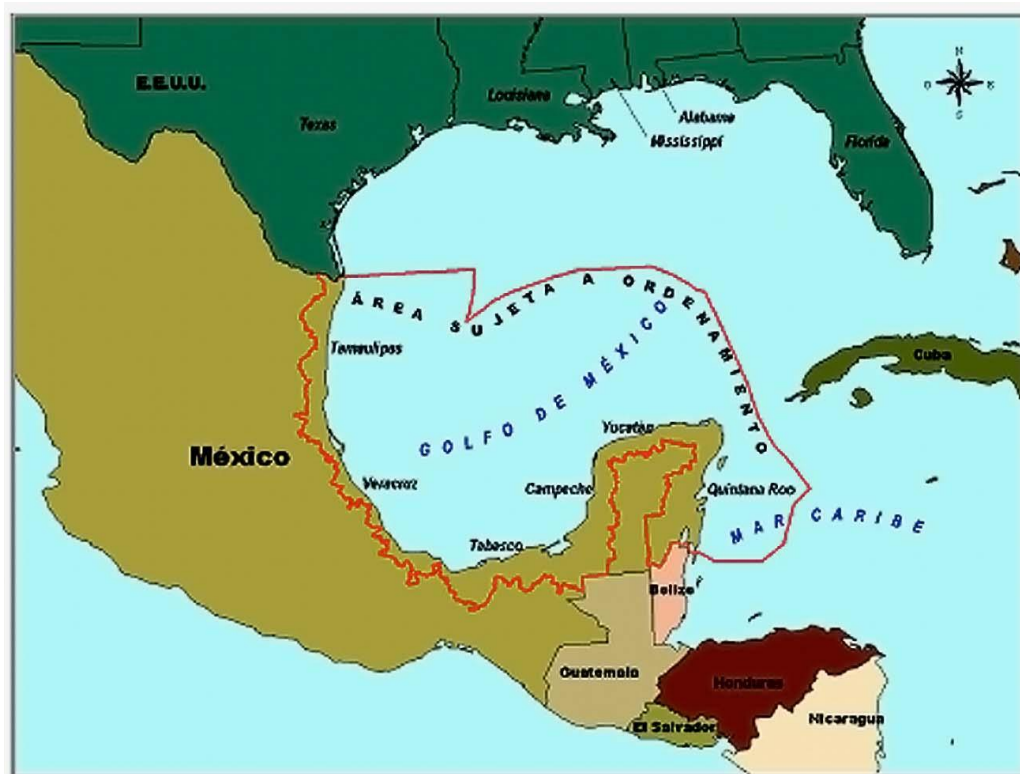 E.E.U.U.
Texas
Louisiana
Alabama
Mississippi
Florida
N
O
E
S
ÁREA SUJETA A ORDENAMIENTO
GOLFO DE MÉXICO
Tamaulipas
Cuba
México
Yucatán
Veracruz
Campeche
Quintana Roo
MAR CARIBE
Tabasco
Belize
Guatemala
Honduras
El Salvador
Nicaragua